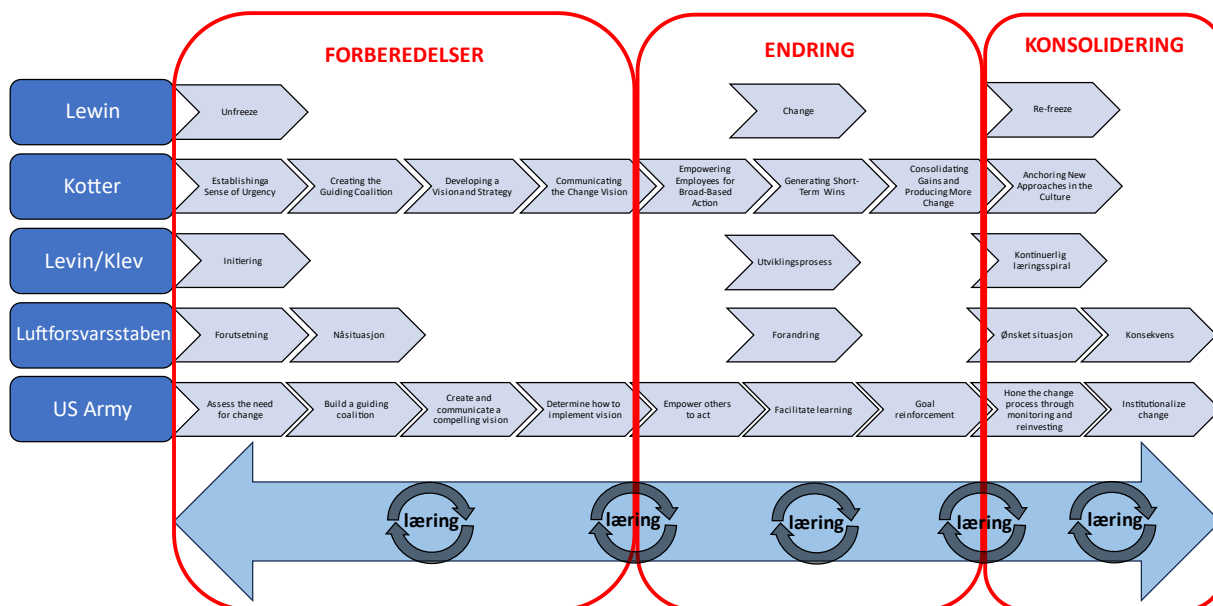 FORBEREDELSER
ENDRING
KONSOLIDERING
Lewin
Unfreeze
Change
Re-freeze
Kotter
Establishinga
Sense of Urgency
Creating the
Guiding Coalition
Developing a
Vision and Strategy
Communicating
the Change Vision
Empowering
Employees for
Broad-Based
Action
Generating Short-
Term Wins
Consolidating
Gains and
Producing More
Change
Anchoring New
Approaches in the
Culture
Levin/Klev
Initiering
Utviklingsprosess
Kontinuerlig
læringsspiral
Luftforsvarsstaben
Forutsetning
Nåsituasjon
Forandring
Ønsket situasjon
Konsekvens
US Army
Assess the need
for change
Build a guiding
coalition
Create and
communicate a
compelling vision
Determine how to
implement vision
Empower others
to act
Facilitate learning
Goal
reinforcement
Hone the change
process through
monitoring and
reinvesting
Institutionalize
change
læring
læring
læring
læring
læring